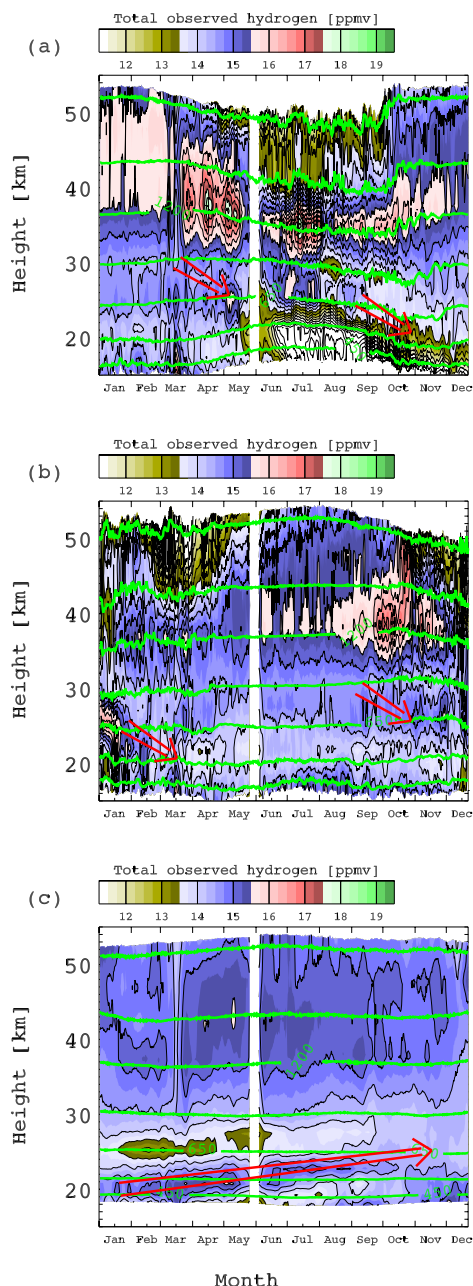 Total observed hydrogen [ppmv]
(a)
12 13 14 15 16 17 18 19
50
40
30
20
Height [km]
1200
Jan Feb Mar Apr May Jun Jul Aug Sep Oct Nov Dec
Total observed hydrogen [ppmv]
(b)
12 13 14 15 16 17 18 19
50
40
30
20
Height [km]
1200
Jan Feb Mar Apr May Jun Jul Aug Sep Oct Nov Dec
Total observed hydrogen [ppmv]
(c)
12 13 14 15 16 17 18 19
50
40
30
20
Height [km]
1200
Jan Feb Mar Apr May Jun Jul Aug Sep Oct Nov Dec
Month